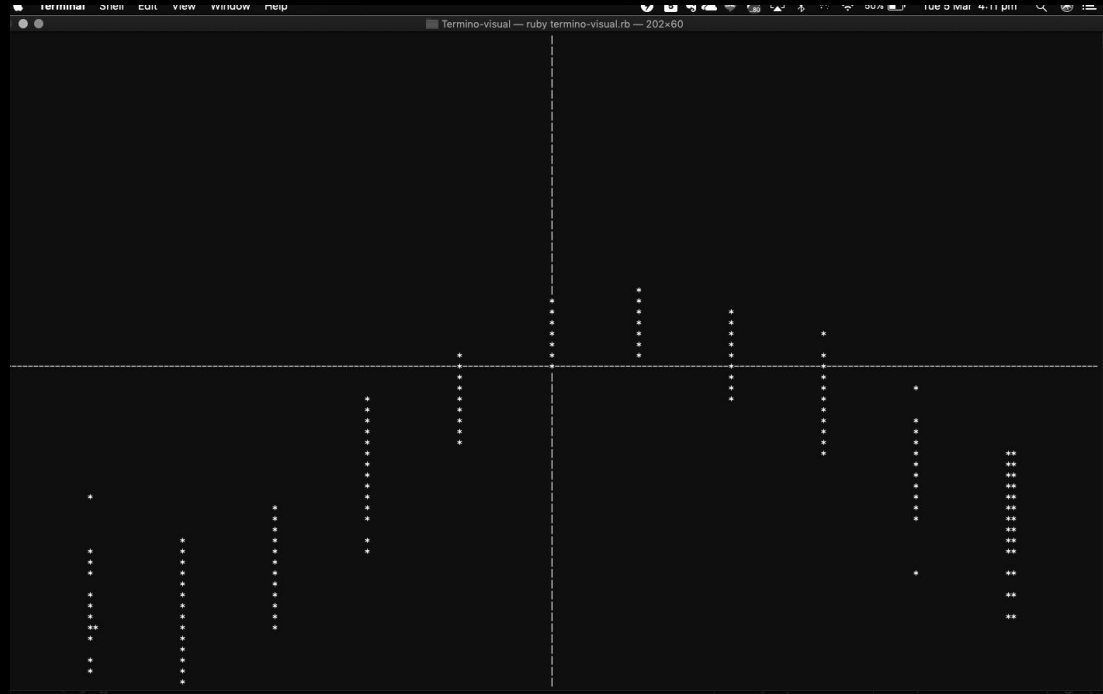 Terminal Shell Edit View Window Help 50% Tue 5 Mar 4:11 pm
Termino-visual — ruby termino-visual.rb — 202×60